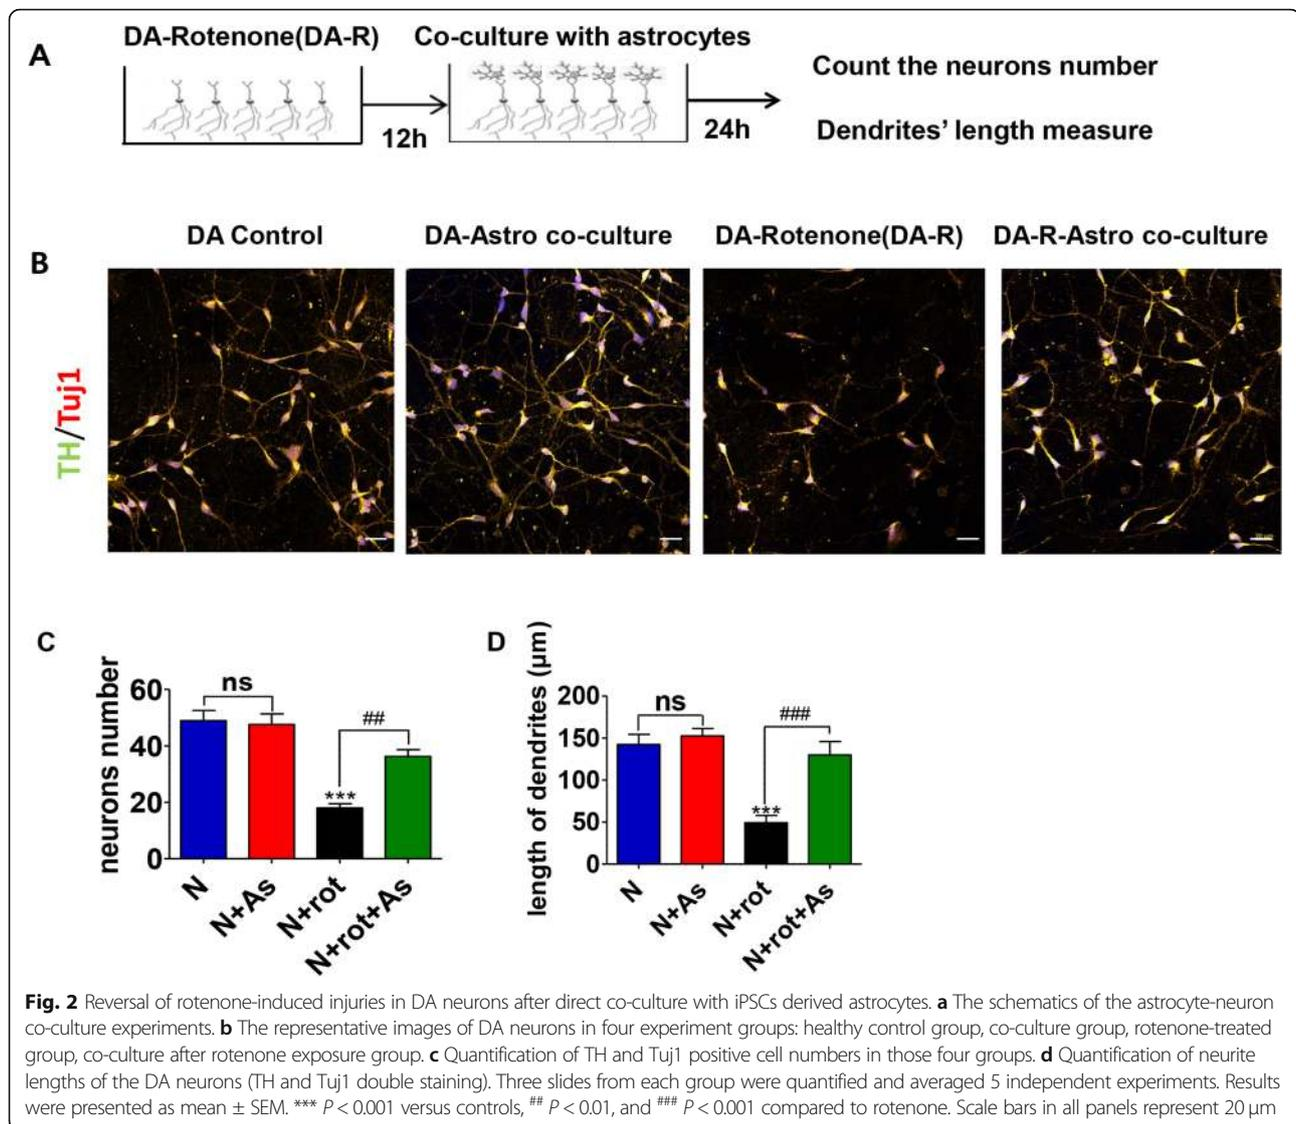 A
DA-Rotenone(DA-R)
Co-culture with astrocytes
12h
24h
Count the neurons number
Dendrites’ length measure
B
DA Control
DA-Astro co-culture
DA-Rotenone(DA-R)
DA-R-Astro co-culture
TH/Tuj1
C
neurons number
60
40
20
0
ns
***
##
N
N+As
N+rot
N+rot+As
D
length of dendrites (μm)
200
150
100
50
0
ns
***
###
N
N+As
N+rot
N+rot+As
Fig. 2 Reversal of rotenone-induced injuries in DA neurons after direct co-culture with iPSCs derived astrocytes. a The schematics of the astrocyte-neuron
co-culture experiments. b The representative images of DA neurons in four experiment groups: healthy control group, co-culture group, rotenone-treated
group, co-culture after rotenone exposure group. c Quantification of TH and Tuj1 positive cell numbers in those four groups. d Quantification of neurite
lengths of the DA neurons (TH and Tuj1 double staining). Three slides from each group were quantified and averaged 5 independent experiments. Results
were presented as mean ± SEM. *** P < 0.001 versus controls, ## P < 0.01, and ### P < 0.001 compared to rotenone. Scale bars in all panels represent 20 μm